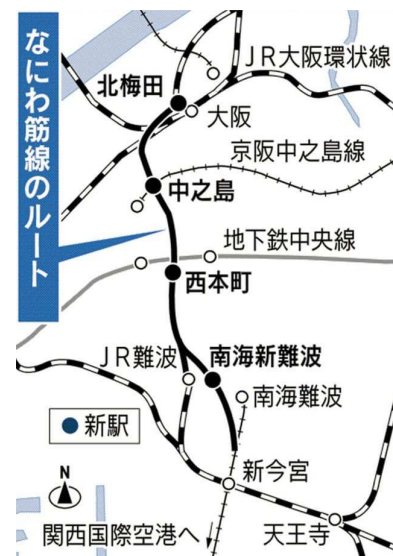 なにわ筋線のルート
JR大阪環状線
北梅田
大阪
京阪中之島線
中之島
地下鉄中央線
西本町
JR難波
南海新難波
南海難波
新駅
N
新今宮
関西国際空港へ
天王寺